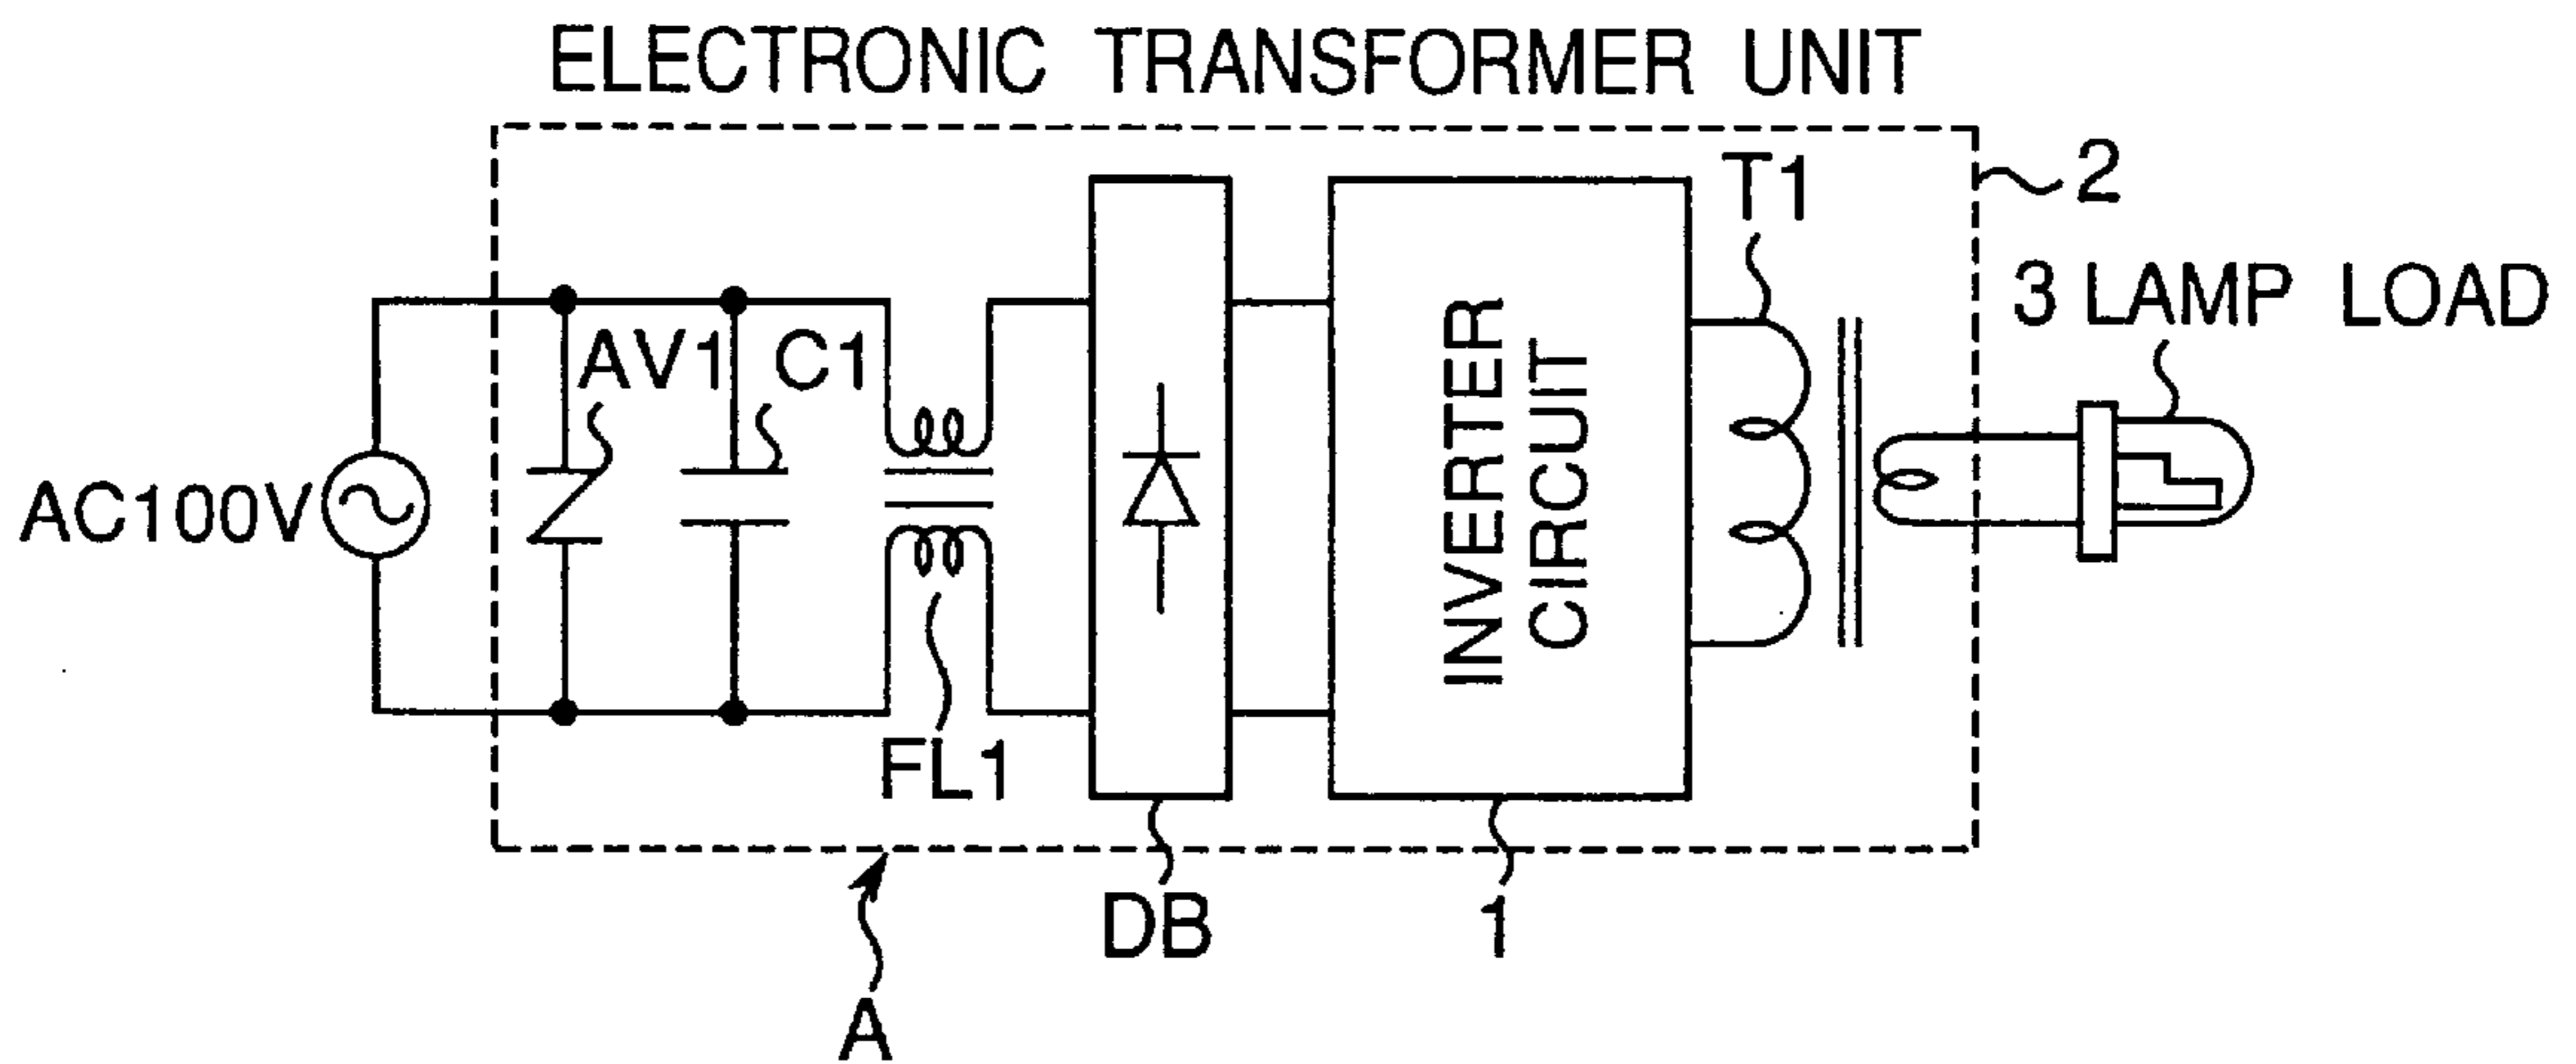 ELECTRONIC TRANSFORMER UNIT
2
T1
3 LAMP LOAD
AV1
C1
AC100V
INVERTER
CIRCUIT
FL1
DB
1
A